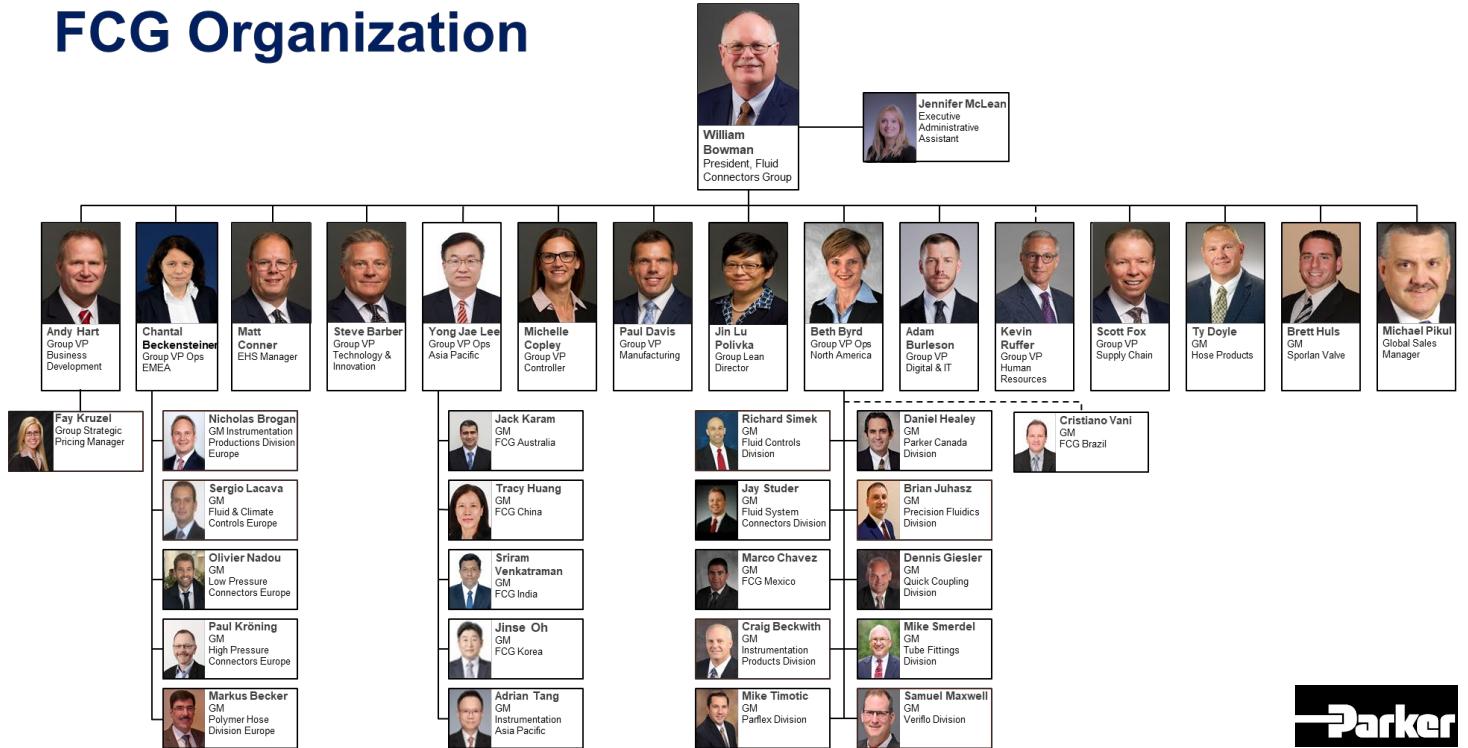 FCG Organization
William
Bowman
President, Fluid
Connectors Group
Jennifer McLean
Executive
Administrative
Assistant
Andy Hart
Group VP
Business
Development
Chantal
Beckensteiner
Group VP Ops
EMEA
Matt
Conner
EHS Manager
Steve Barber
Group VP
Technology &
Innovation
Yong Jae Lee
Group VP Ops
Asia Pacific
Michelle
Copley
Group VP
Controller
Paul Davis
Group VP
Manufacturing
Jin Lu
Polivka
Group Lean
Director
Beth Byrd
Group VP Ops
North America
Adam
Burleson
Group VP
Digital & IT
Kevin
Ruffer
Group VP
Human
Resources
Scott Fox
Group VP
Supply Chain
Ty Doyle
GM
Hose Products
Brett Huls
GM
Sporlan Valve
Michael Pikul
Global Sales
Manager
Fay Kruzel
Group Strategic
Pricing Manager
Nicholas Brogan
GM Instrumentation
Productions Division
Europe
Sergio Lacava
GM
Fluid & Climate
Controls Europe
Olivier Nadou
GM
Low Pressure
Connectors Europe
Paul Kröning
GM
High Pressure
Connectors Europe
Markus Becker
GM
Polymer Hose
Division Europe
Jack Karam
GM
FCG Australia
Tracy Huang
GM
FCG China
Sriram
Venkatraman
GM
FCG India
Jinse Oh
GM
FCG Korea
Adrian Tang
GM
Instrumentation
Asia Pacific
Richard Simek
GM
Fluid Controls
Division
Jay Studer
GM
Fluid System
Connectors Division
Marco Chavez
GM
FCG Mexico
Craig Beckwith
GM
Instrumentation
Products Division
Mike Timotic
GM
Parflex Division
Daniel Healey
GM
Parker Canada
Division
Brian Juhasz
GM
Precision Fluidics
Division
Dennis Giesler
GM
Quick Coupling
Division
Mike Smerdel
GM
Tube Fittings
Division
Samuel Maxwell
GM
Veriflo Division
Cristiano Vani
GM
FCG Brazil
Parker